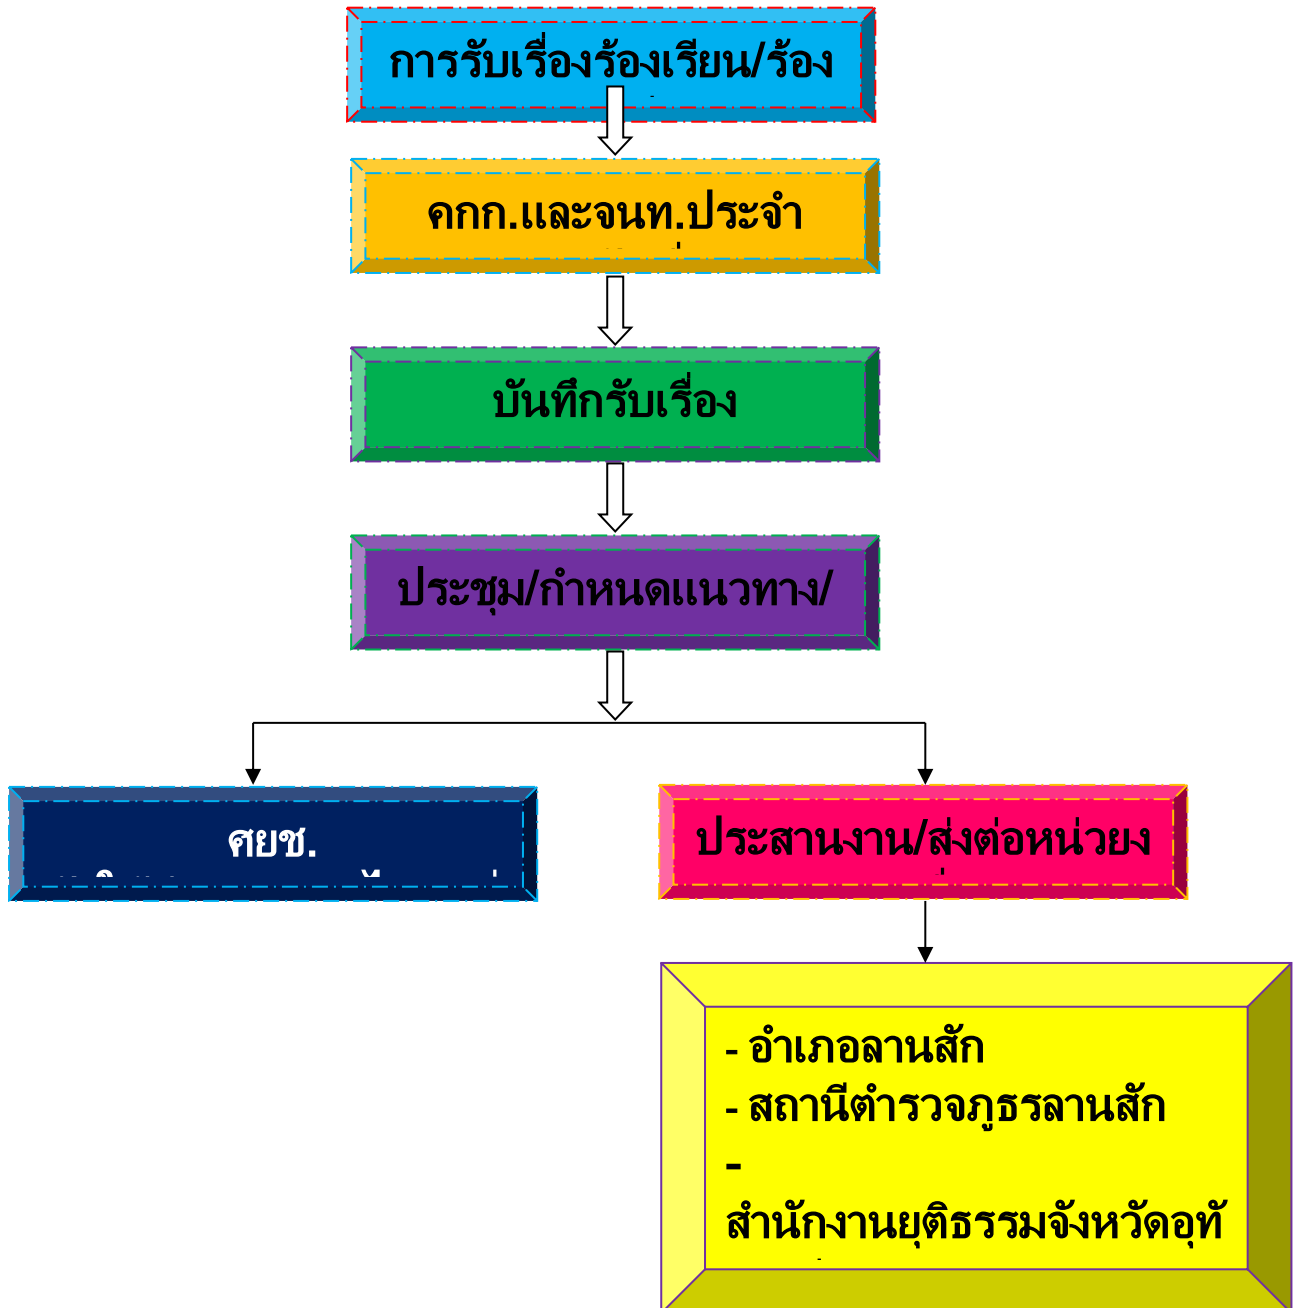 การรับเรื่องร้องเรียน/ร้อง
คกก.และจนท.ประจำ
บันทึกรับเรื่อง
ประชุม/กำหนดแนวทาง/
ศยช.
ประสานงาน/ส่งต่อหน่วยง
- อำเภอลานสัก
- สถานีตำรวจภูธรลานสัก
-
สำนักงานยุติธรรมจังหวัดอุทั